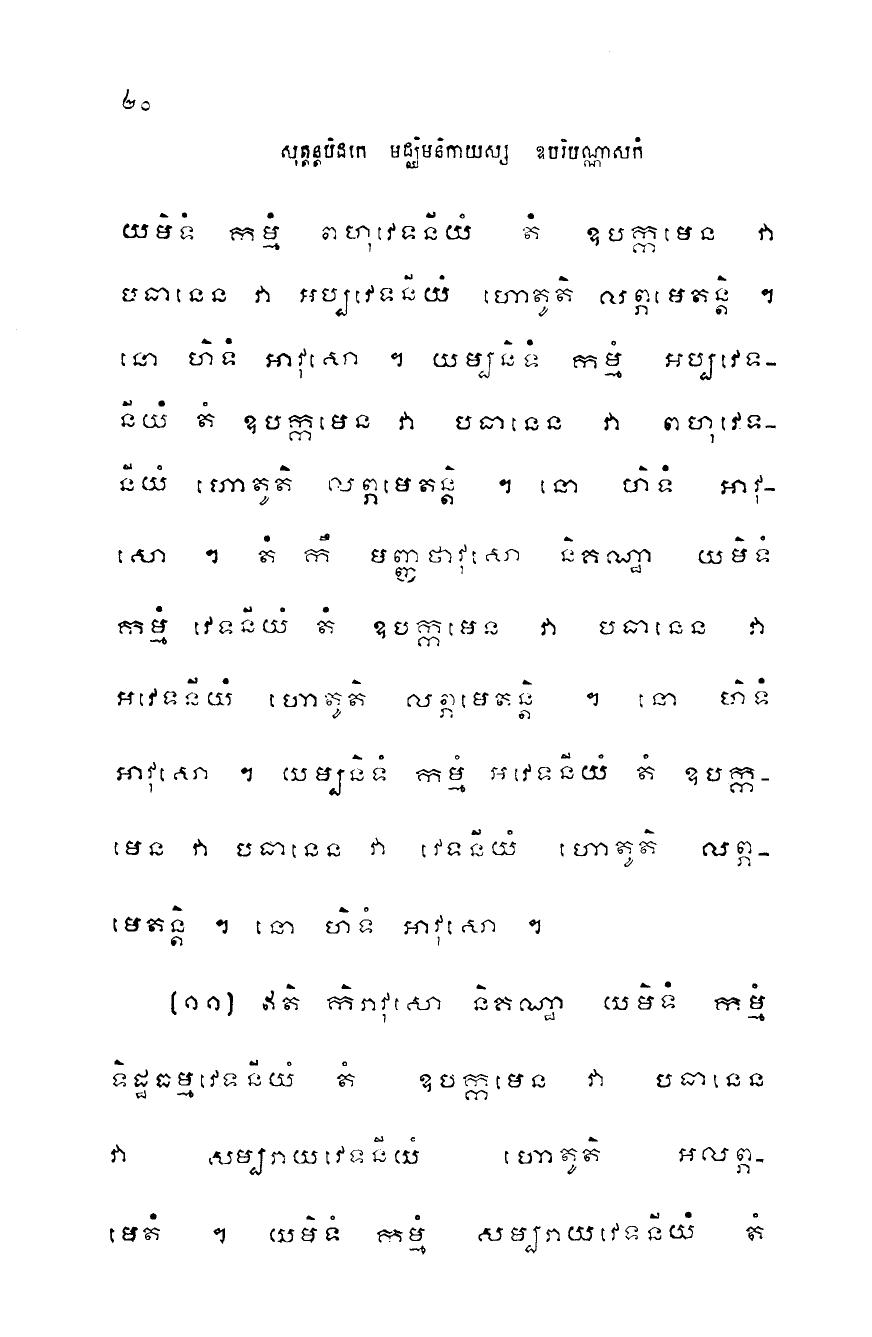 ២០
សុត្តន្តបិដកេ មជ្ឈិមនិកាយស្ស ឧបរិបណ្ណាសកំ
យមិទំ កម្មំ ពហុវេទនីយំ តំ ឧបក្កមេន វា
បធានេន វា អប្បវេទនីយំ ហោតូតិ លព្ភមេតន្តិ ។
នោ ហិទំ អាវុសោ ។ យម្បនិទំ កម្មំ អប្បវេទ-
នីយំ តំ ឧបក្កមេន វា បធានេន វា ពហុវេទ-
នីយំ ហោតូតិ លព្ភមេតន្តិ ។ នោ ហិទំ អាវុ-
សោ ។ តំ កឹ មញ្ញថាវុសោ និគណ្ឋា យមិទំ
កម្មំ វេទនីយំ តំ ឧបក្កមេន វា បធានេន វា
អវេទនីយំ ហោតូតិ លព្ភមេតន្តិ ។ នោ ហិទំ
អាវុសោ ។ យម្បនិទំ កម្មំ អវេទនីយំ តំ ឧបក្ក-
មេន វា បធានេន វា វេទនីយំ ហោតូតិ លព្ភ-
មេតន្តិ ។ នោ ហិទំ អាវុសោ ។
(១១) ឥតិ កិរាវុសោ និគណ្ឋា យមិទំ កម្មំ
ទិដ្ឋធម្មវេទនីយំ តំ ឧបក្កមេន វា បធានេន
វា សម្បរាយវេទនីយំ ហោតូតិ អលព្ភ-
មេតំ ។ យមិទំ កម្មំ សម្បរាយវេទនីយំ តំ